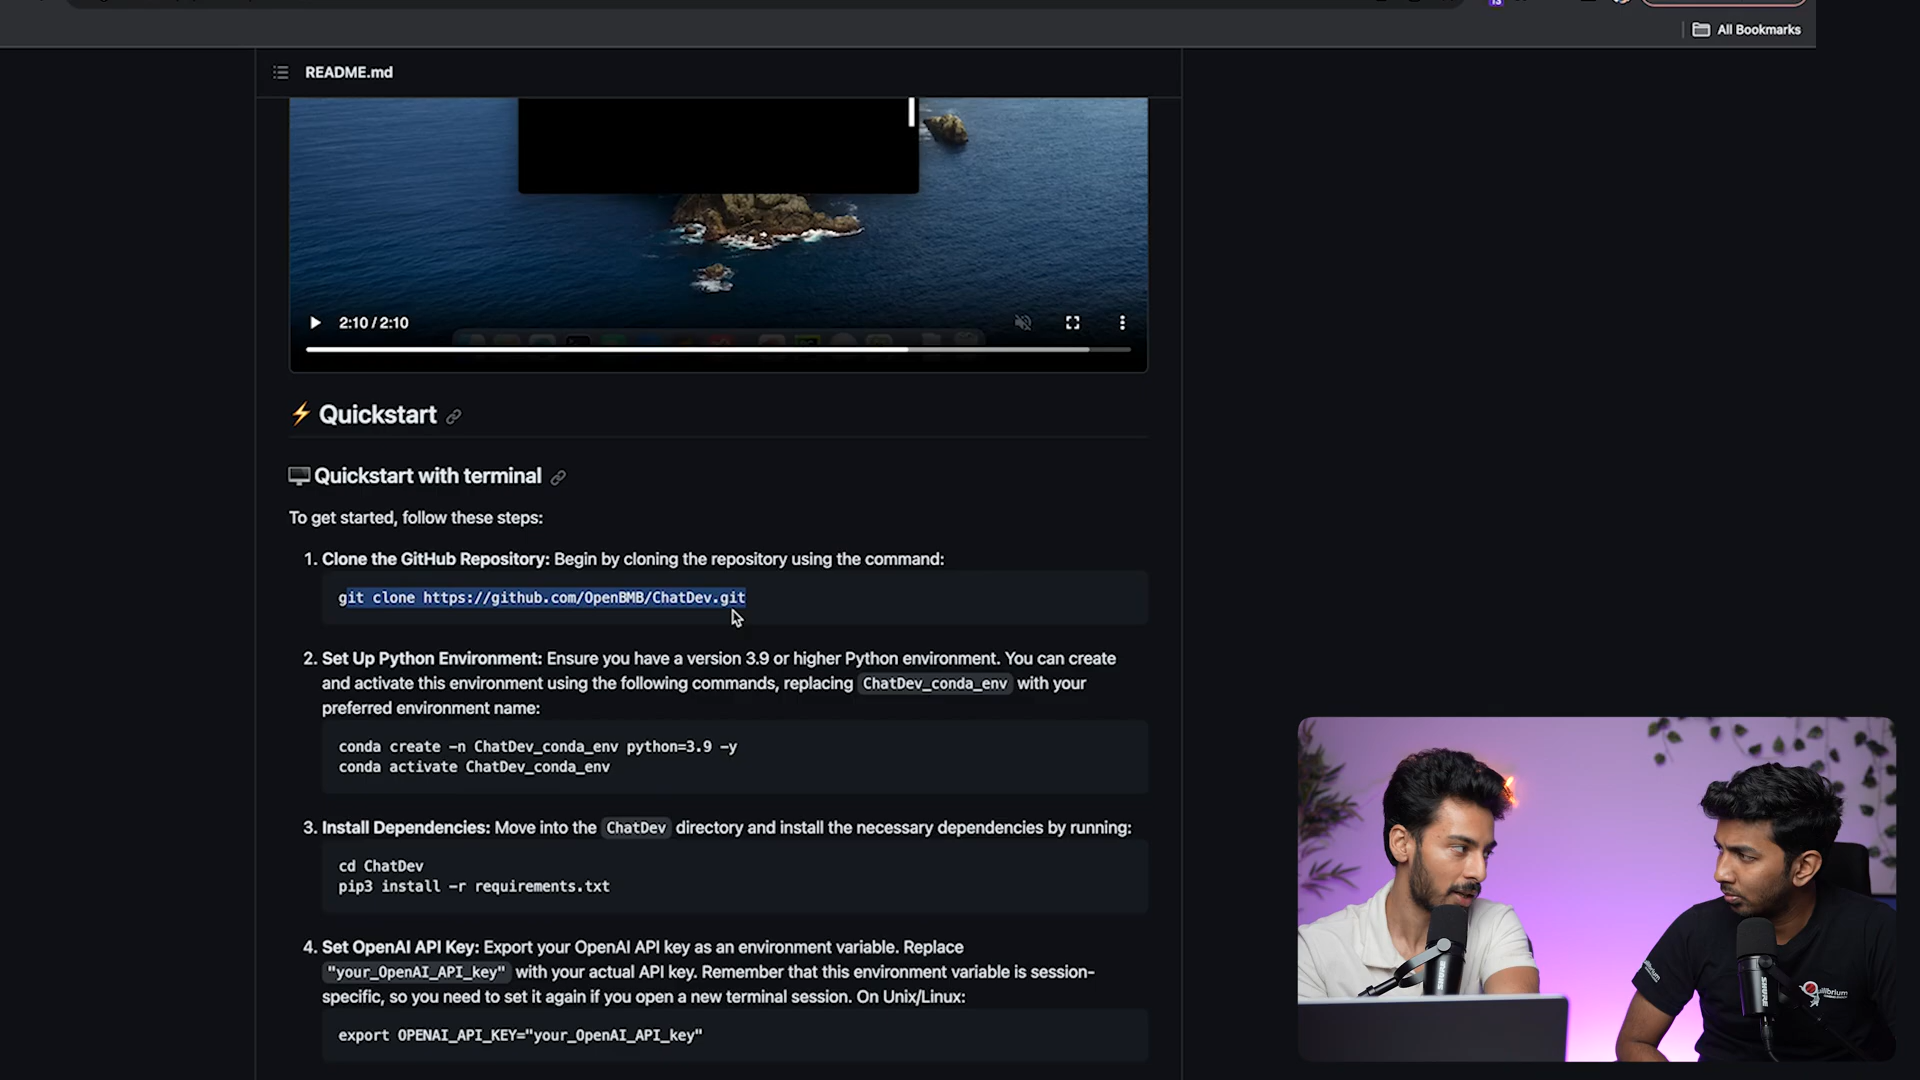 All Bookmarks
README.md
2:10 / 2:10
Quickstart
Quickstart with terminal
To get started, follow these steps:
1. Clone the GitHub Repository: Begin by cloning the repository using the command:
git clone https://github.com/OpenBMB/ChatDev.git
2. Set Up Python Environment: Ensure you have a version 3.9 or higher Python environment. You can create
and activate this environment using the following commands, replacing ChatDev_conda_env with your
preferred environment name:
conda create -n ChatDev_conda_env python=3.9 -y
conda activate ChatDev_conda_env
3. Install Dependencies: Move into the ChatDev directory and install the necessary dependencies by running:
cd ChatDev
pip3 install -r requirements.txt
4. Set OpenAI API Key: Export your OpenAI API key as an environment variable. Replace
"your_OpenAI_API_key" with your actual API key. Remember that this environment variable is session-
specific, so you need to set it again if you open a new terminal session. On Unix/Linux:
export OPENAI_API_KEY="your_OpenAI_API_key"
SHURE
SHURE